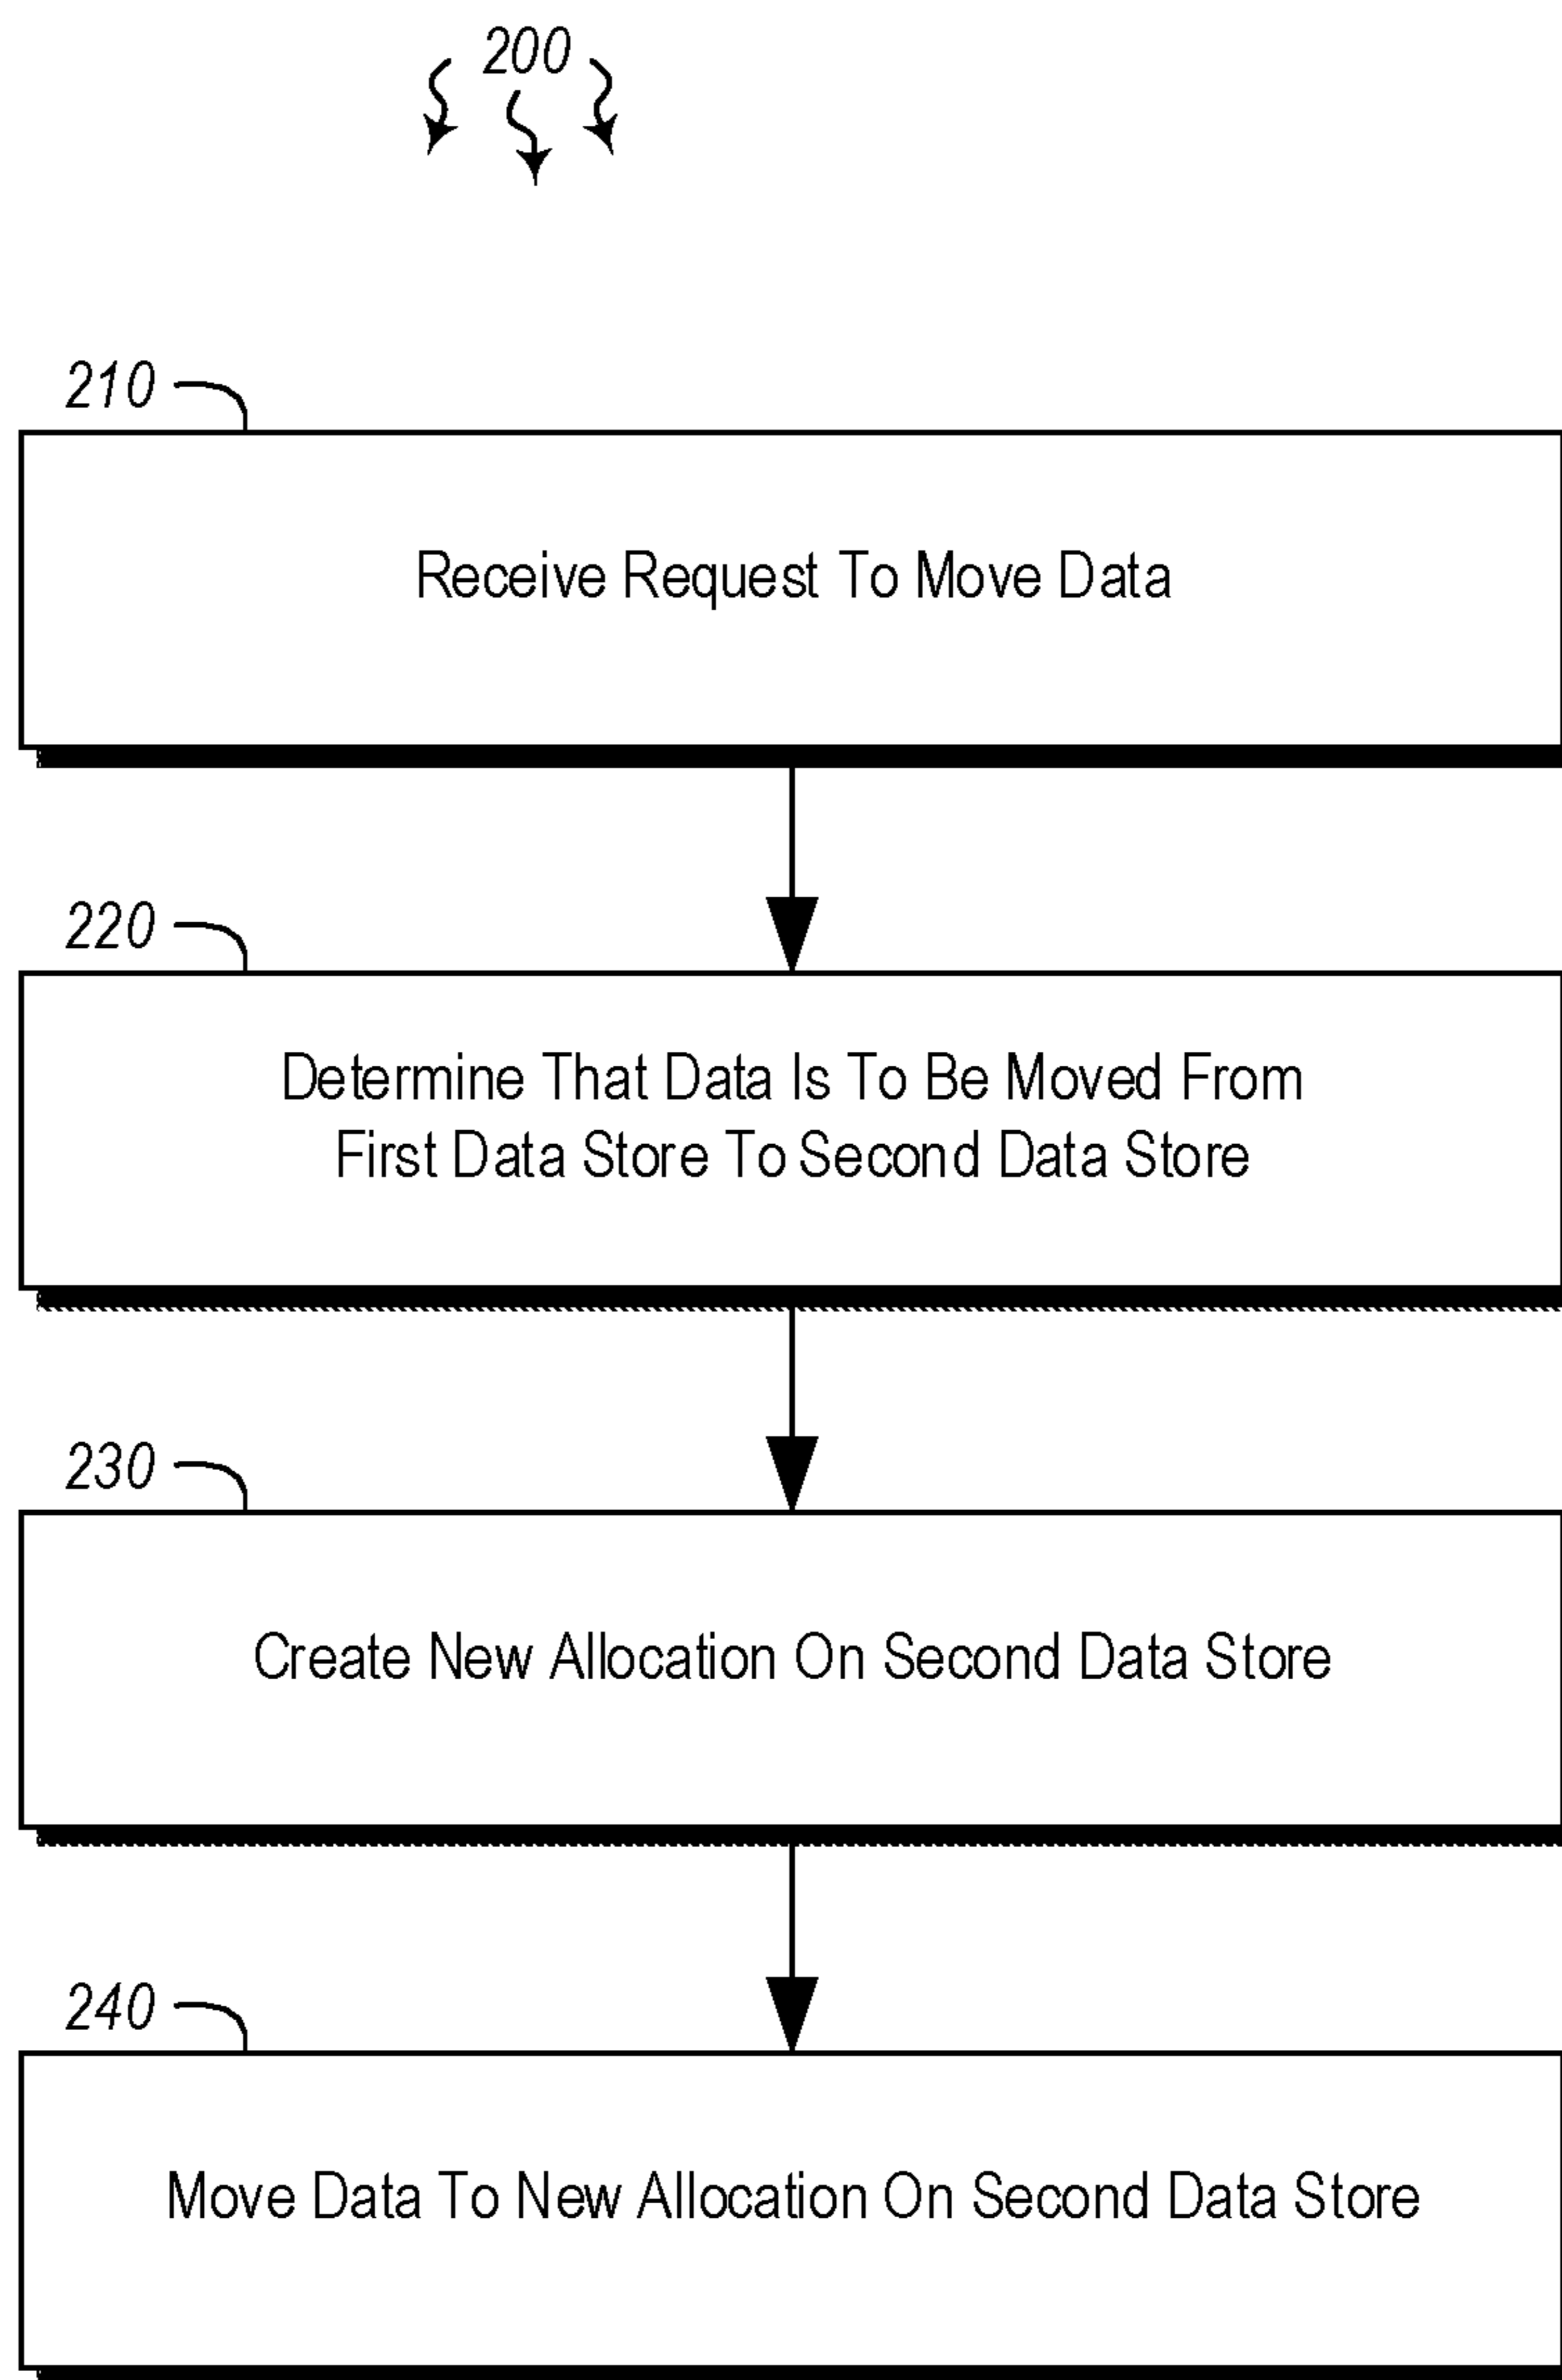 200
210
Receive Request To Move Data
220
Determine That Data Is To Be Moved From
First Data Store To Second Data Store
230
Create New Allocation On Second Data Store
240
Move Data To New Allocation On Second Data Store